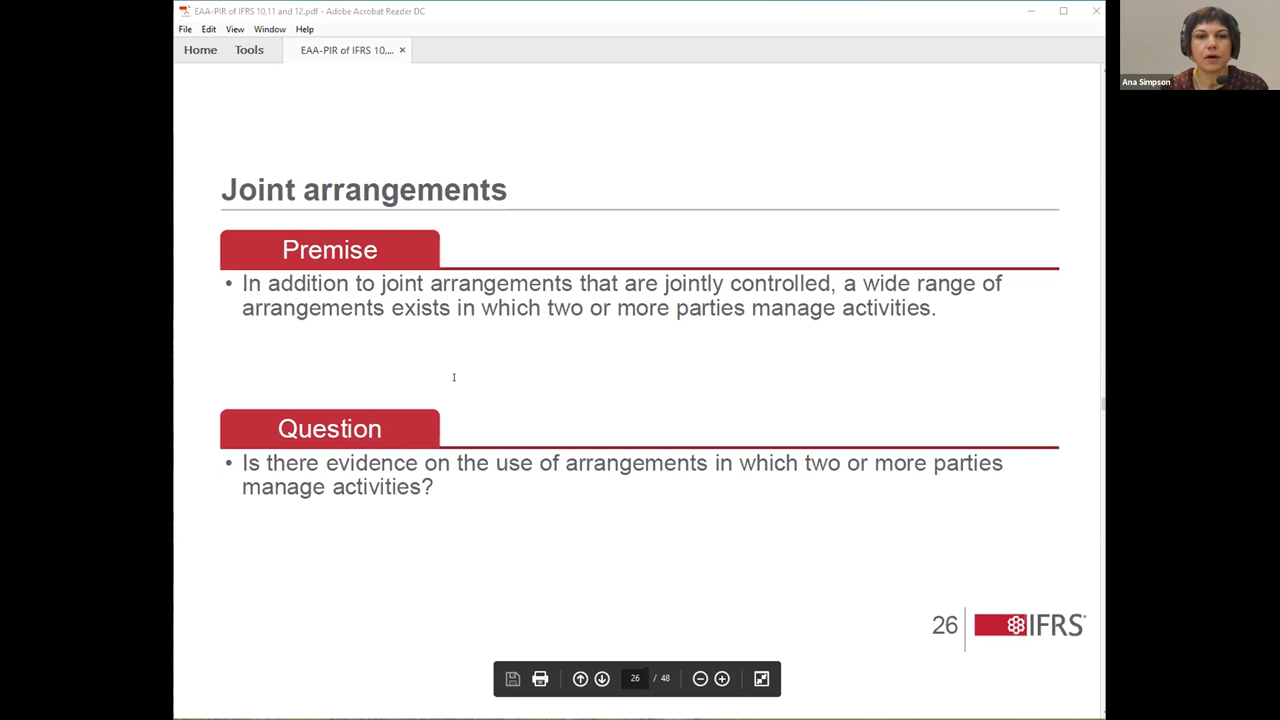 EAA-PIR of IFRS 10,11 and 12.pdf - Adobe Acrobat Reader DC
File Edit View Window Help
Home Tools EAA-PIR of IFRS 10,... ×
Ana Simpson
Joint arrangements
Premise
• In addition to joint arrangements that are jointly controlled, a wide range of
arrangements exists in which two or more parties manage activities.
Question
• Is there evidence on the use of arrangements in which two or more parties
manage activities?
26 IFRS®
26 / 48